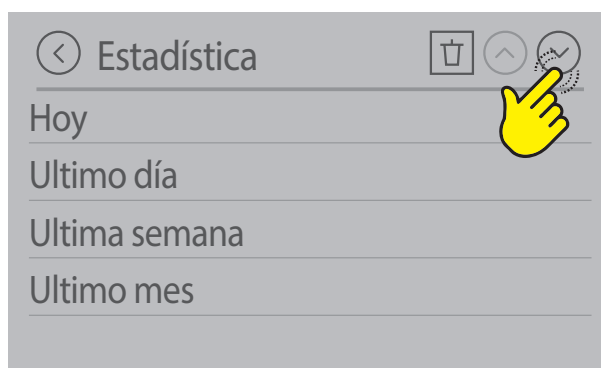 Estadística
Hoy
Ultimo día
Ultima semana
Ultimo mes